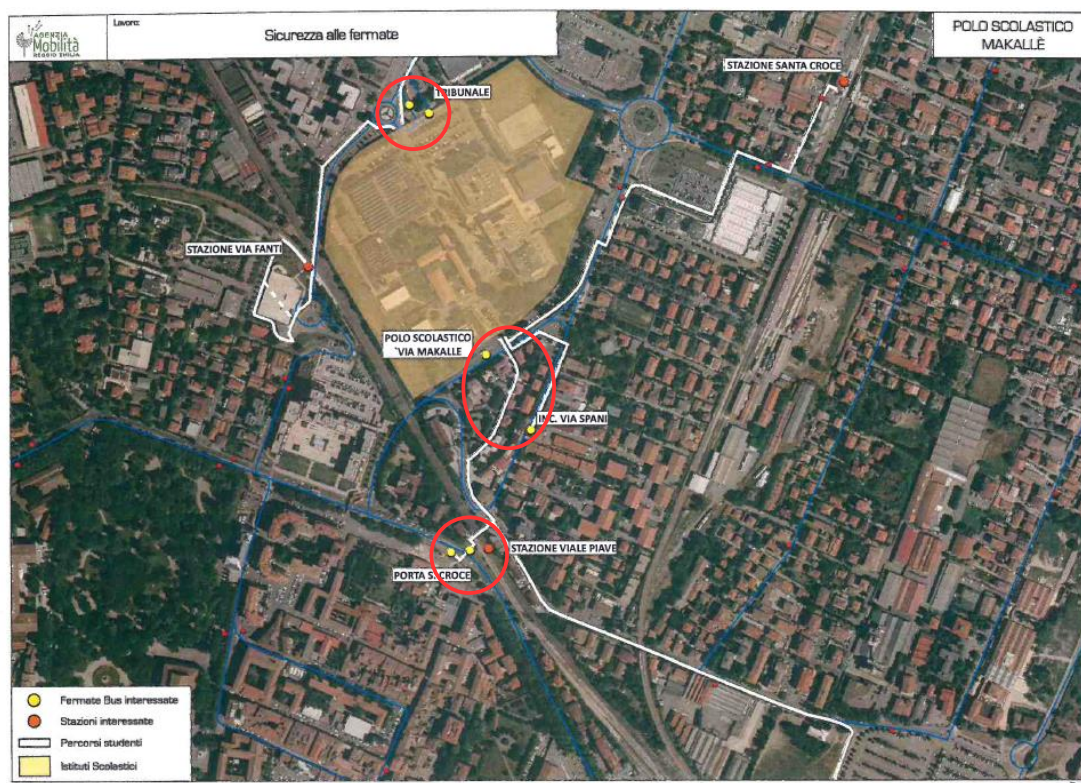 AGENZIA
Mobilità
REGGIO EMILIA
Lavoro:
Sicurezza alle fermate
POLO SCOLASTICO
MAKALLÈ
STAZIONE SANTA CROCE
TRIBUNALE
STAZIONE VIA FANTI
POLO SCOLASTICO
VIA MAKALLE
INC. VIA SPANI
STAZIONE VIALE PIAVE
PORTA S. CROCE
Fermate Bus interessate
Stazioni interessate
Percorsi studenti
Istituti Scolastici